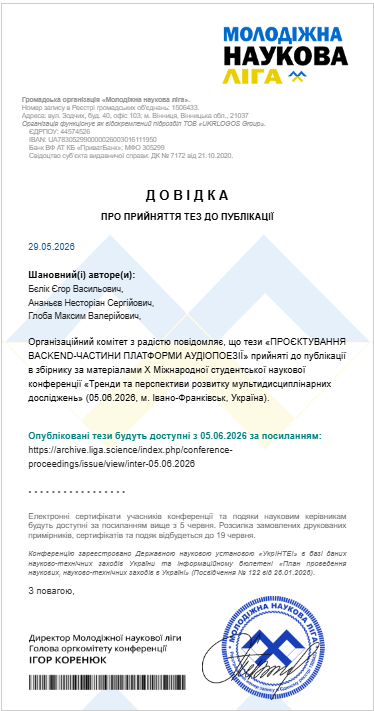 МОЛОДІЖНА
НАУКОВА
ЛІГА
Громадська організація «Молодіжна наукова ліга».
Номер запису в Реєстрі громадських об'єднань: 1506433.
Адреса: вул. Зодчих, буд. 40, офіс 103; м. Вінниця, Вінницька обл., 21037
Організація функціонує як відокремлений підрозділ ТОВ «UKRLOGOS Group».
ЄДРПОУ: 44574526
IBAN: UA783052990000026003016111950
Банк ВФ АТ КБ «ПриватБанк»; МФО 305299
Свідоцтво суб'єкта видавничої справи: ДК № 7172 від 21.10.2020.
ДОВІДКА
ПРО ПРИЙНЯТТЯ ТЕЗ ДО ПУБЛІКАЦІЇ
29.05.2026
Шановний(і) авторе(и):
Бєлік Єгор Васильович,
Ананьєв Несторіан Сергійович,
Глоба Максим Валерійович,
Організаційний комітет з радістю повідомляє, що тези «ПРОЄКТУВАННЯ
BACKEND-ЧАСТИНИ ПЛАТФОРМИ АУДІОПОЕЗІЇ» прийняті до публікації
в збірнику за матеріалами X Міжнародної студентської наукової
конференції «Тренди та перспективи розвитку мультидисциплінарних
досліджень» (05.06.2026, м. Івано-Франківськ, Україна).
Опубліковані тези будуть доступні з 05.06.2026 за посиланням:
https://archive.liga.science/index.php/conference-
proceedings/issue/view/inter-05.06.2026
- - - - - - - - - - - - - - - -
Електронні сертифікати учасників конференції та подяки науковим керівникам
будуть доступні за посиланням вище з 5 червня. Розсилка замовлених друкованих
примірників, сертифікатів та подяк відбудеться до 19 червня.
Конференцію зареєстровано Державною науковою установою «УкрІНТЕІ» в базі даних
науково-технічних заходів України та інформаційному бюлетені «План проведення
наукових, науково-технічних заходів в Україні» (Посвідчення № 122 від 26.01.2026).
З повагою,
Директор Молодіжної наукової ліги
Голова оргкомітету конференції
ІГОР КОРЕНЮК
МОЛОДІЖНА НАУКОВА ЛІГА